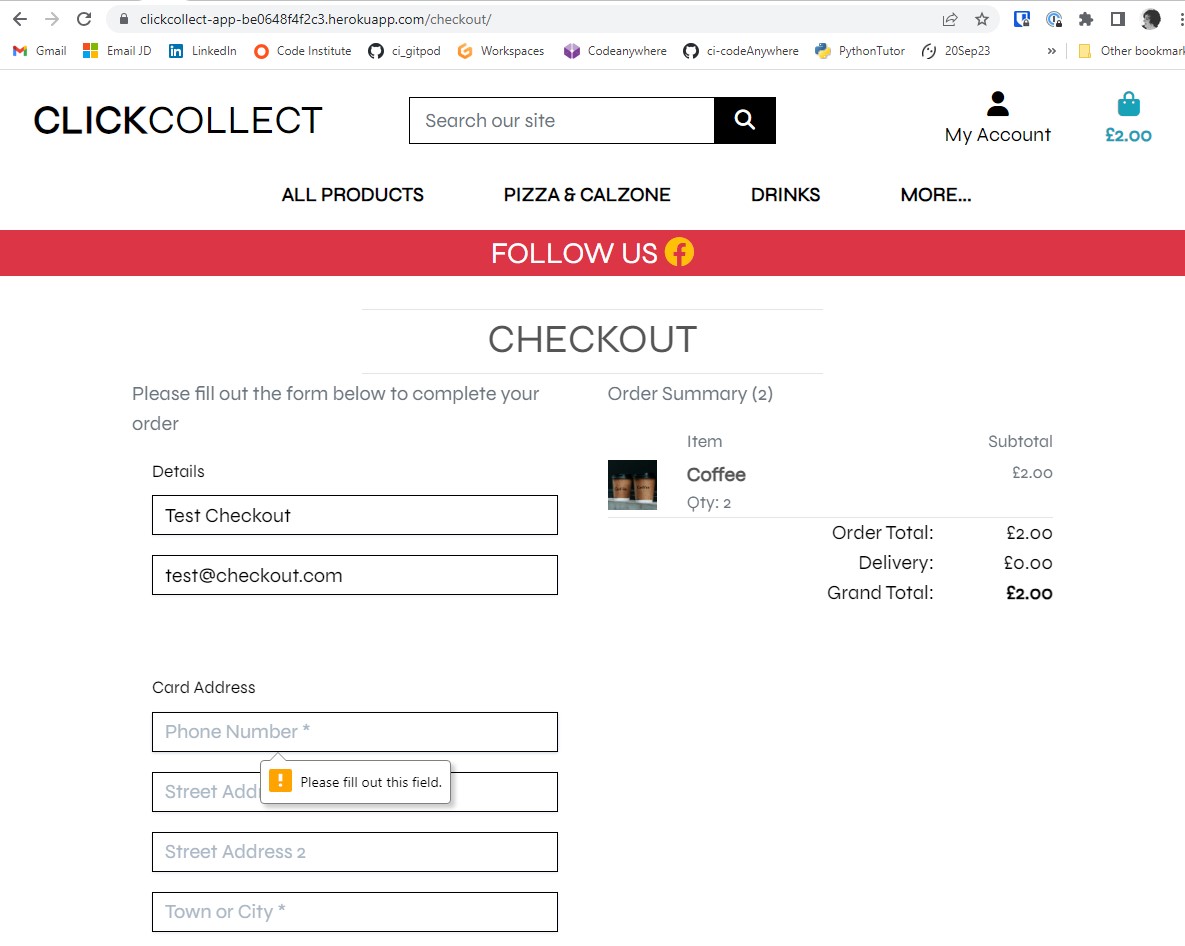 clickcollect-app-be0648f4f2c3.herokuapp.com/checkout/
Gmail Email JD LinkedIn Code Institute ci_gitpod Workspaces Codeanywhere ci-codeAnywhere PythonTutor 20Sep23 » Other bookmark
CLICKCOLLECT
Search our site
My Account
£2.00
ALL PRODUCTS PIZZA & CALZONE DRINKS MORE...
FOLLOW US
CHECKOUT
Please fill out the form below to complete your
order
Details
Test Checkout
test@checkout.com
Card Address
Phone Number *
Please fill out this field.
Street Add
Street Address 2
Town or City *
Order Summary (2)
Item Subtotal
Coffee £2.00
Qty: 2
Order Total: £2.00
Delivery: £0.00
Grand Total: £2.00